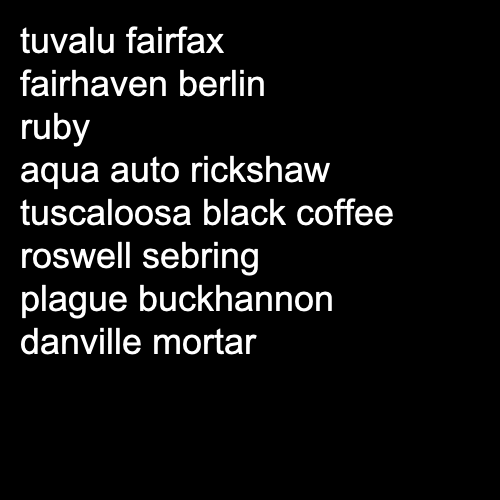 tuvalu fairfax
fairhaven berlin
ruby
aqua auto rickshaw
tuscaloosa black coffee
roswell sebring
plague buckhannon
danville mortar